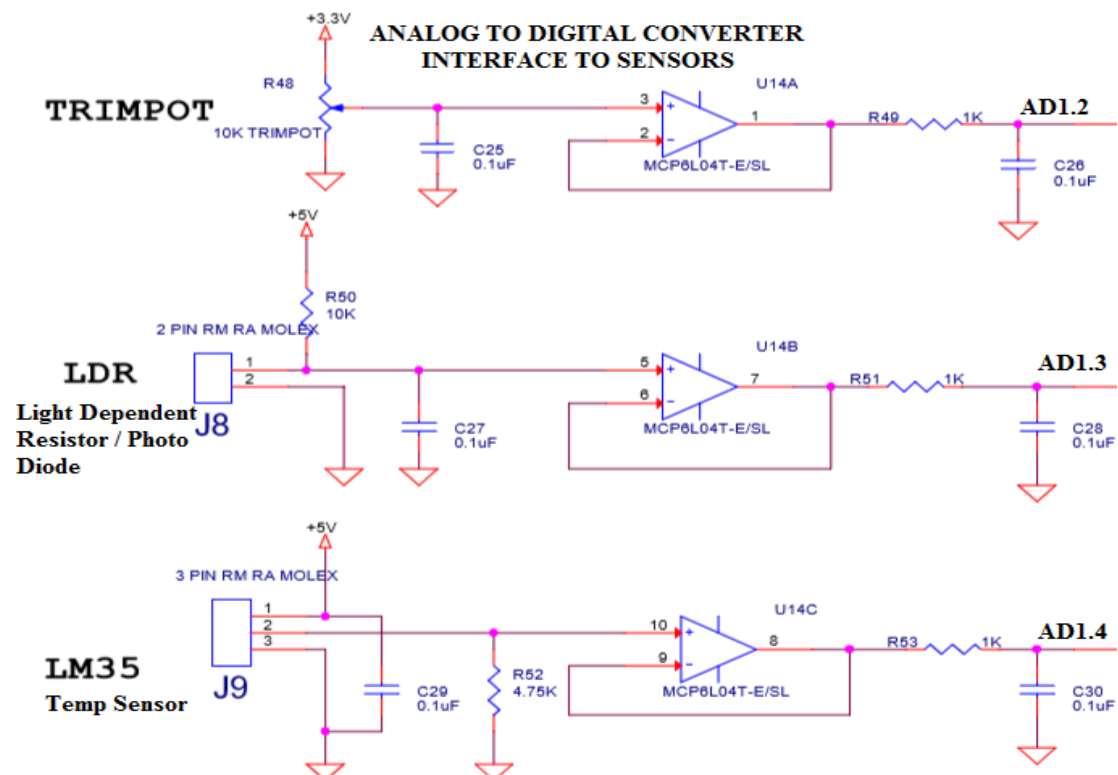 +3.3V
ANALOG TO DIGITAL CONVERTER
INTERFACE TO SENSORS
R48
TRIMPOT
10K TRIMPOT
C25
0.1uF
3
2
+
-
1
U14A
MCP6L04T-E/SL
R49
1K
AD1.2
C26
0.1uF
+5V
R50
10K
2 PIN RM RA MOLEX
LDR
1
2
J8
Light Dependent
Resistor / Photo
Diode
C27
0.1uF
5
6
+
-
7
U14B
MCP6L04T-E/SL
R51
1K
AD1.3
C28
0.1uF
+5V
3 PIN RM RA MOLEX
1
2
3
LM35
J9
Temp Sensor
C29
0.1uF
R52
4.75K
10
9
+
-
8
U14C
MCP6L04T-E/SL
R53
1K
AD1.4
C30
0.1uF